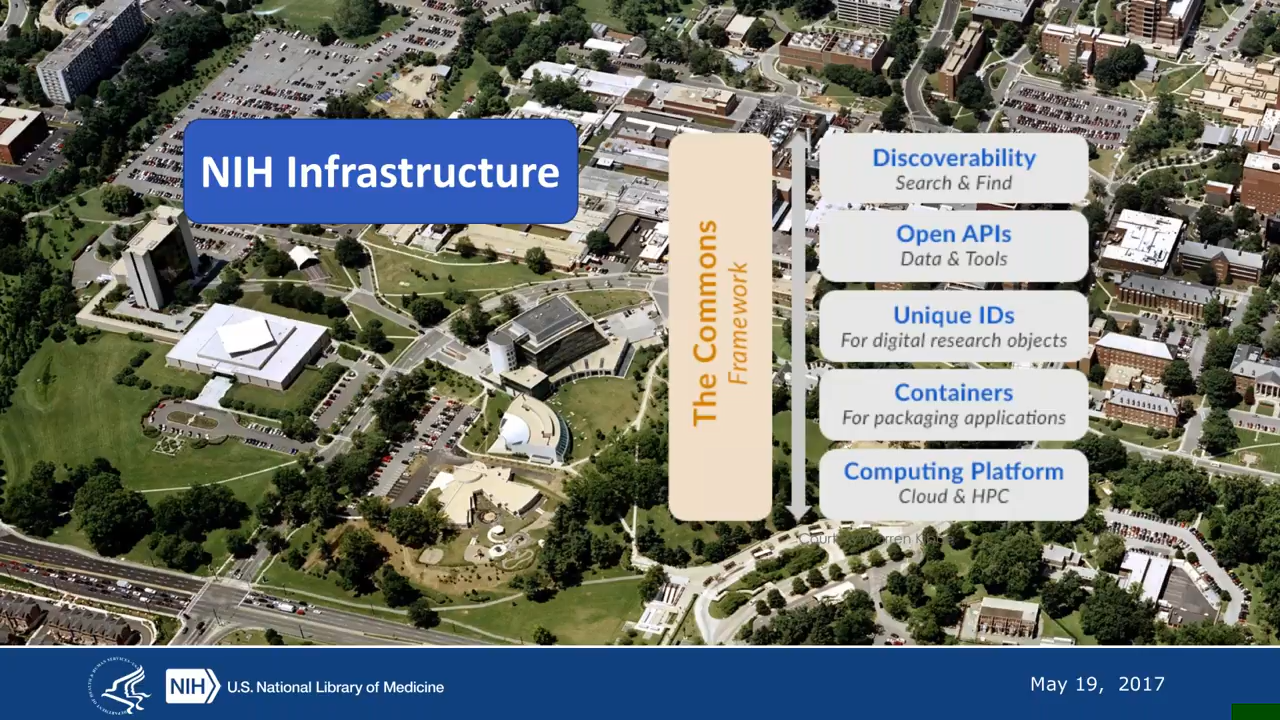 NIH Infrastructure
The Commons
Framework
Discoverability
Search & Find
Open APIs
Data & Tools
Unique IDs
For digital research objects
Containers
For packaging applications
Computing Platform
Cloud & HPC
NIH
U.S. National Library of Medicine
May 19, 2017